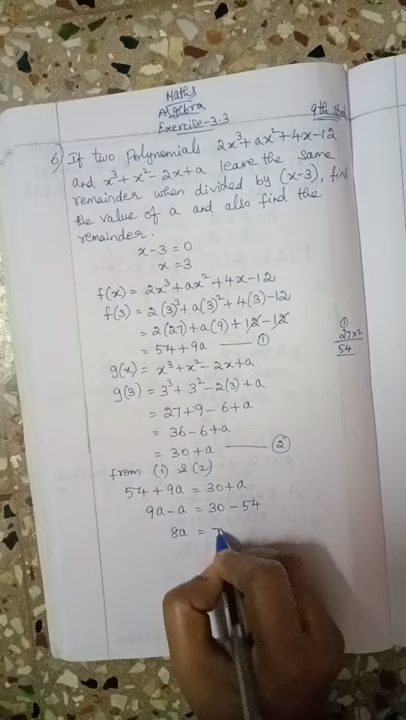 Maths
Algebra
Exercise-3.3
9th std
6) If two Polynomials 2x³+ax²+4x-12
and x³+x²-2x+a leave the same
remainder when divided by (x-3), find
the value of a and also find the
remainder.
x-3=0
x=3
f(x) = 2x³+ax²+4x-12
f(3) = 2(3)³+a(3)²+4(3)-12
= 2(27)+a(9)+12-12
= 54+9a —— ①
① 27×2
54
g(x) = x³+x²-2x+a
g(3) = 3³+3²-2(3)+a
= 27+9-6+a
= 36-6+a
= 30+a —— ②
from (1) & (2)
54+9a = 30+a
9a-a = 30-54
8a = -